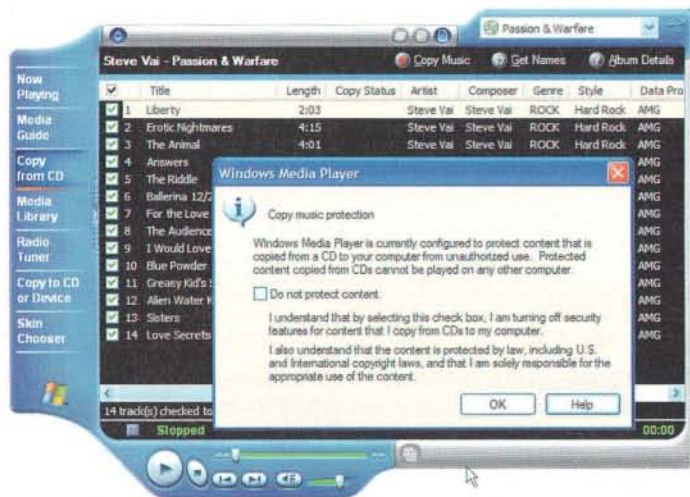 Passion & Warfare
Steve Vai - Passion & Warfare
Copy Music
Get Names
Album Details
Now
Playing
Media
Guide
Copy
from CD
Media
Library
Radio
Tuner
Copy to CD
or Device
Skin
Chooser
Title Length Copy Status Artist Composer Genre Style Data Pro
1 Liberty 2:03 Steve Vai Steve Vai ROCK Hard Rock AMG
2 Erotic Nightmares 4:15 Steve Vai Steve Vai ROCK Hard Rock AMG
3 The Animal 4:01 Steve Vai Steve Vai ROCK Hard Rock AMG
4 Answers AMG
5 The Riddle AMG
6 Ballerina 12/2 AMG
7 For the Love AMG
8 The Audience AMG
9 I Would Love AMG
10 Blue Powder AMG
11 Greasy Kid's AMG
12 Alien Water K AMG
13 Sisters AMG
14 Love Secrets AMG
Windows Media Player
Copy music protection
Windows Media Player is currently configured to protect content that is
copied from a CD to your computer from unauthorized use. Protected
content copied from CDs cannot be played on any other computer.
Do not protect content
I understand that by selecting this check box, I am turning off security
features for content that I copy from CDs to my computer.
I also understand that the content is protected by law, including U.S.
and International copyright laws, and that I am solely responsible for the
appropriate use of the content.
OK
Help
14 track(s) checked to
Stopped
00:00